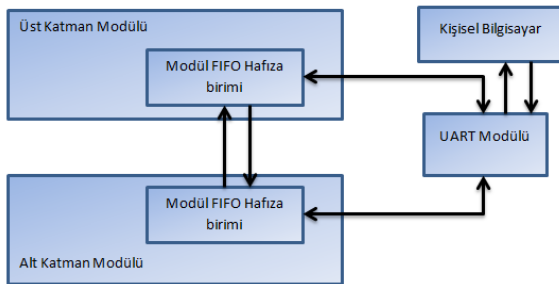 Üst Katman Modülü
Modül FIFO Hafıza
birimi
Kişisel Bilgisayar
UART Modülü
Modül FIFO Hafıza
birimi
Alt Katman Modülü